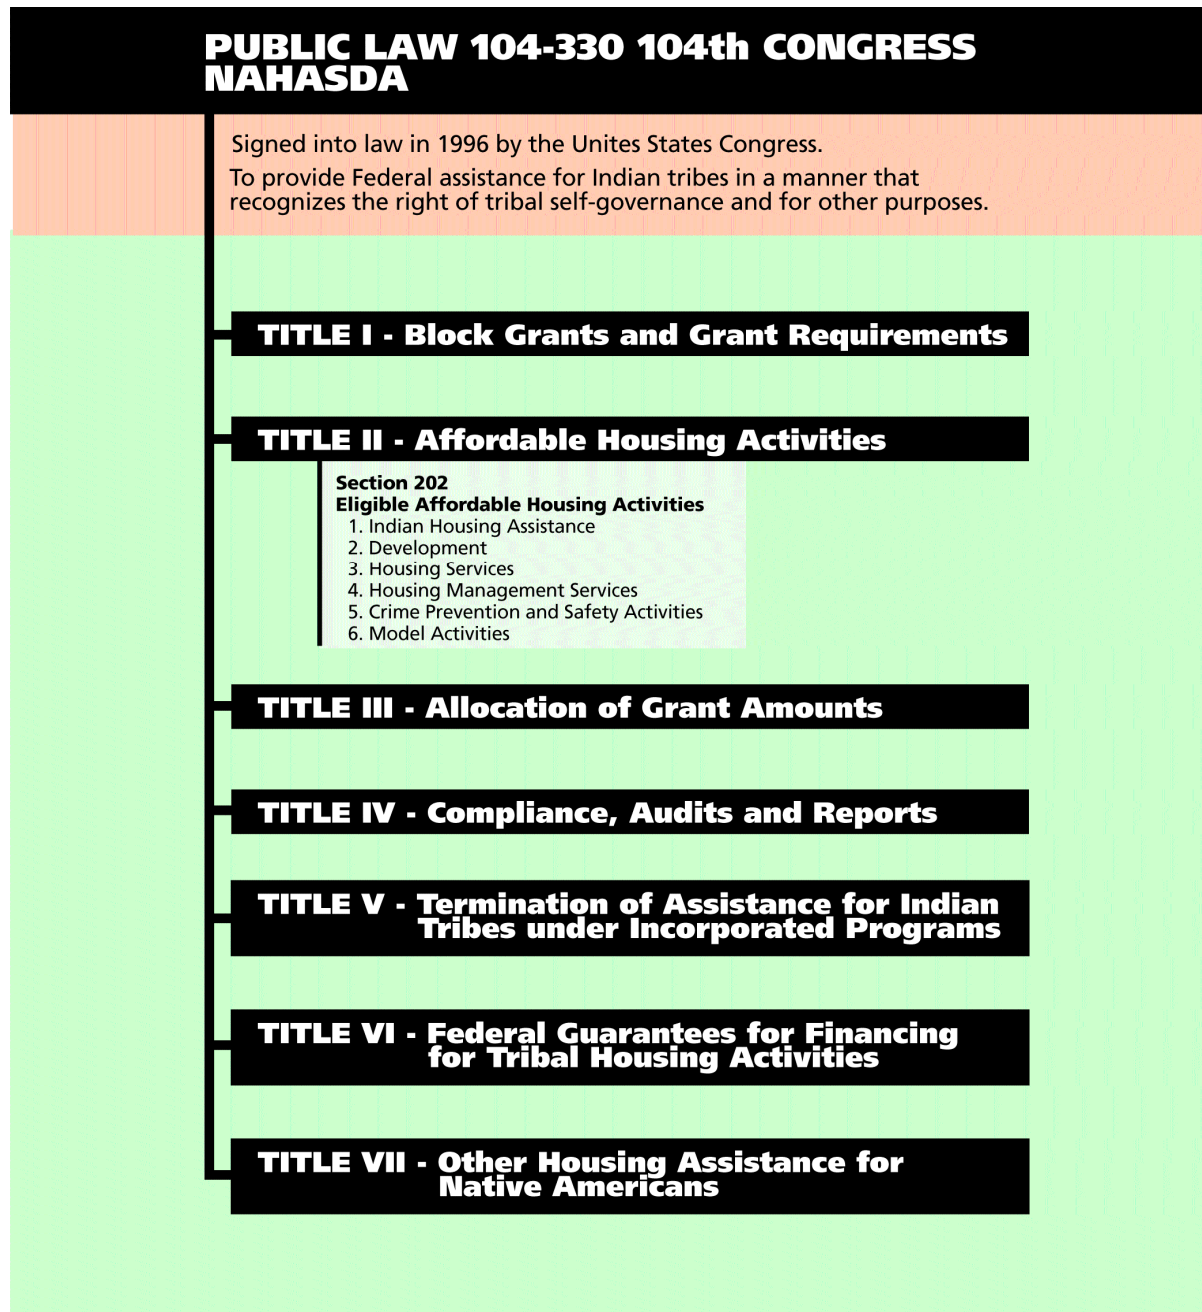 PUBLIC LAW 104-330 104th CONGRESS
NAHASDA
Signed into law in 1996 by the Unites States Congress.
To provide Federal assistance for Indian tribes in a manner that
recognizes the right of tribal self-governance and for other purposes.
TITLE I - Block Grants and Grant Requirements
TITLE II - Affordable Housing Activities
Section 202
Eligible Affordable Housing Activities
1. Indian Housing Assistance
2. Development
3. Housing Services
4. Housing Management Services
5. Crime Prevention and Safety Activities
6. Model Activities
TITLE III - Allocation of Grant Amounts
TITLE IV - Compliance, Audits and Reports
TITLE V - Termination of Assistance for Indian
Tribes under Incorporated Programs
TITLE VI - Federal Guarantees for Financing
for Tribal Housing Activities
TITLE VII - Other Housing Assistance for
Native Americans